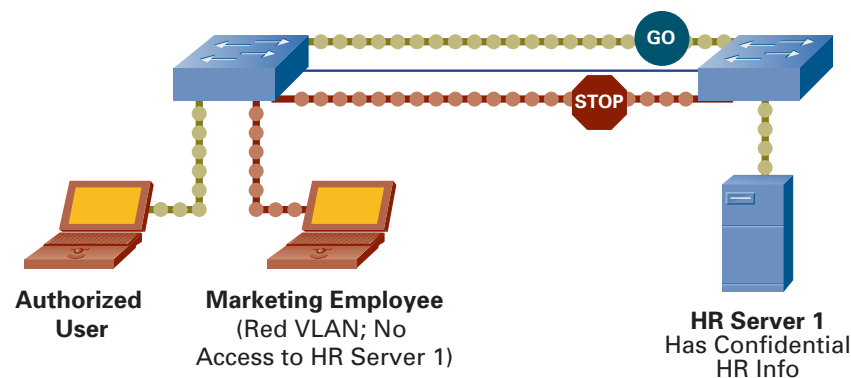 GO
STOP
Authorized
User
Marketing Employee
(Red VLAN; No
Access to HR Server 1)
HR Server 1
Has Confidential
HR Info